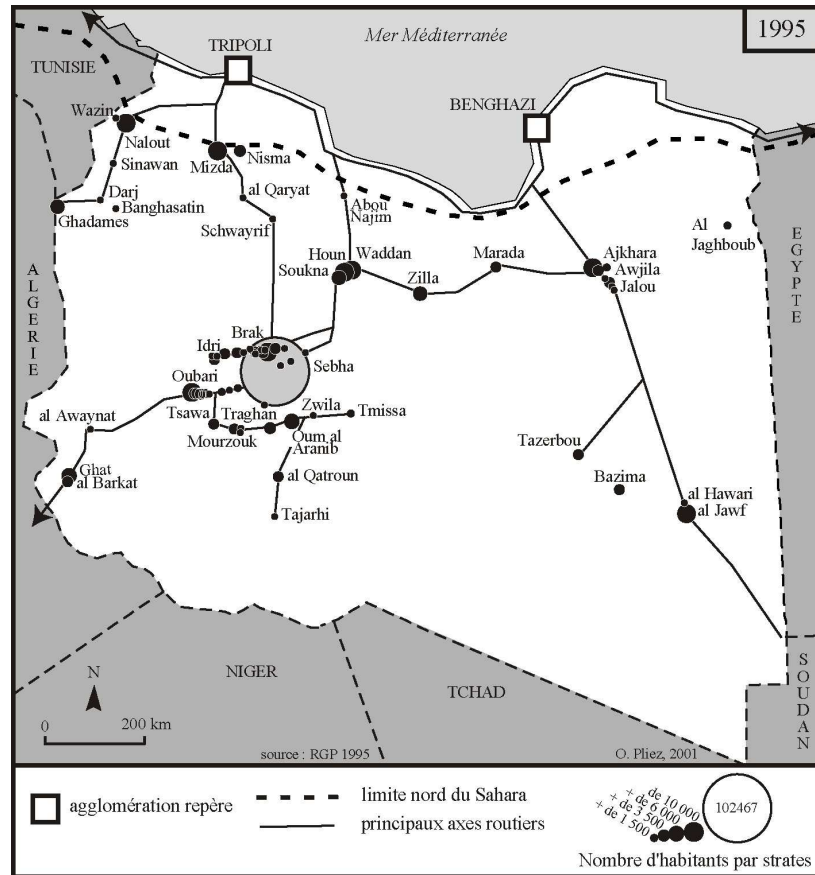 1995
Mer Méditerranée
TRIPOLI
TUNISIE
BENGHAZI
Wazin
Nalout
Mizda
Nisma
Sinawan
al Qaryat
Darj
Banghasatin
Ghadames
Abou
Najim
Schwayrif
Al
Jaghboub
Houn
Waddan
Soukna
Zilla
Marada
Ajkhara
Awjila
Jalou
ALGERIE
EGYPTE
Brak
Idri
Sebha
Oubari
Tsawa
Traghan
Zwila
Tmissa
al Awaynat
Mourzouk
Oum al
Aranib
Tazerbou
Ghat
al Barkat
al Qatroun
Bazima
al Hawari
al Jawf
Tajarhi
N
0
200 km
NIGER
TCHAD
SOUDAN
source : RGP 1995
O. Pliez, 2001
agglomération repère
limite nord du Sahara
principaux axes routiers
de 10 000
+ de 6 000
+ de 3 500
+ de 1 500
102467
Nombre d'habitants par strates